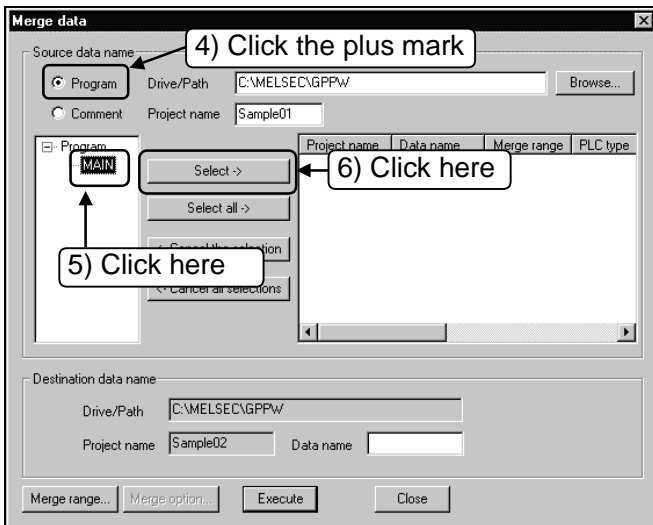 Merge data
Source data name
4) Click the plus mark
Program
Drive/Path
C:\MELSEC\GPPW
Browse...
Comment
Project name
Sample01
Program
MAIN
Project name
Data name
Merge range
PLC type
Select ->
6) Click here
Select all ->
5) Click here
<- Cancel the selection
<- Cancel all selections
Destination data name
Drive/Path
C:\MELSEC\GPPW
Project name
Sample02
Data name
Merge range...
Merge option...
Execute
Close